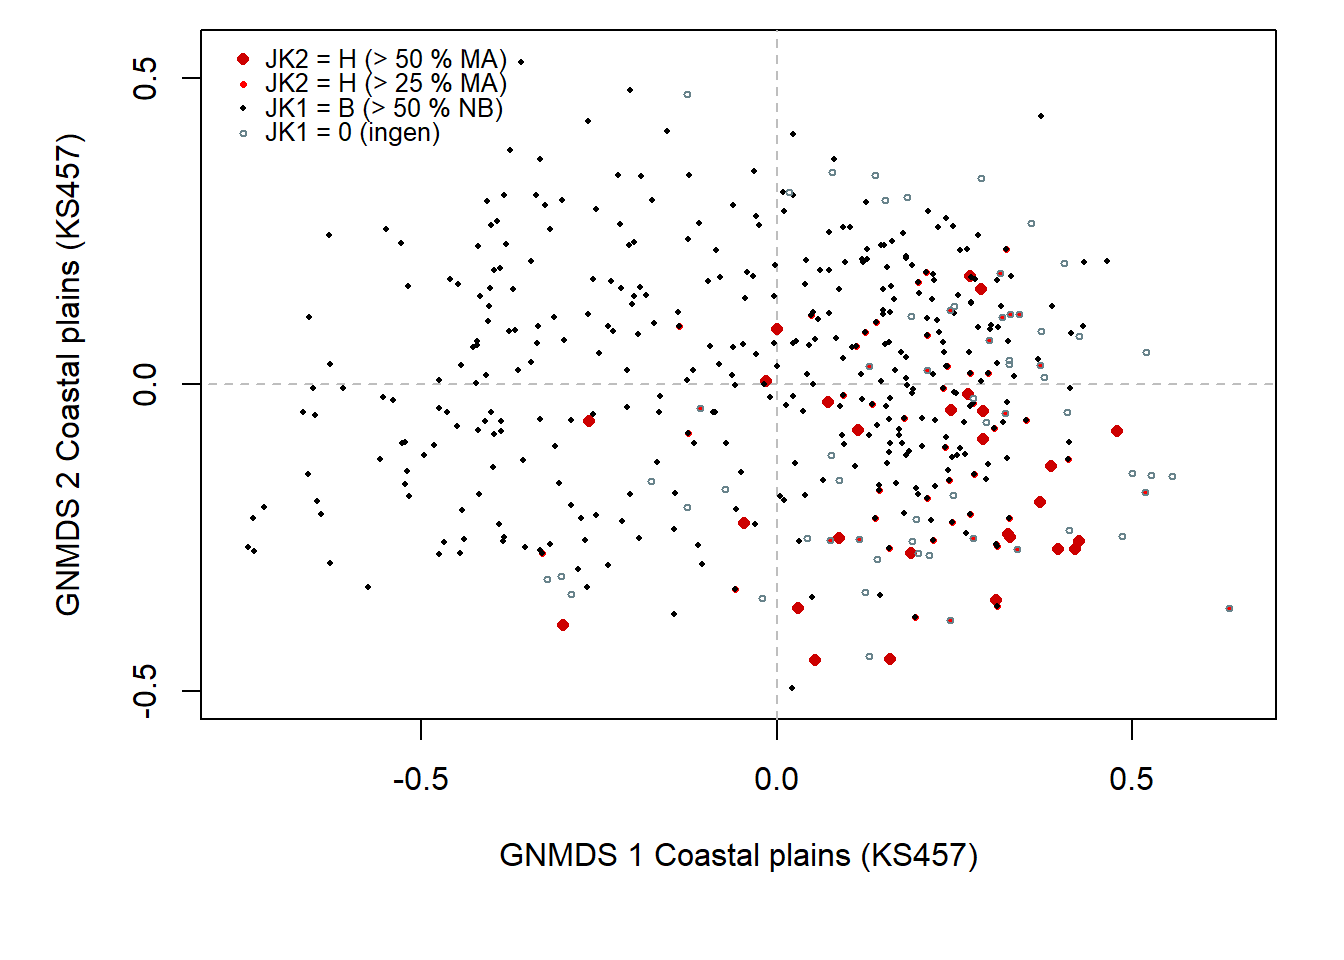 JK2 = H (> 50 % MA)
JK2 = H (> 25 % MA)
JK1 = B (> 50 % NB)
JK1 = 0 (ingen)
0.5
0.0
-0.5
GNMDS 2 Coastal plains (KS457)
-0.5
0.0
0.5
GNMDS 1 Coastal plains (KS457)